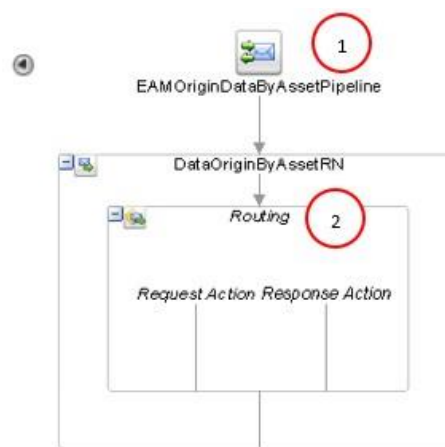 1
EAMOriginDataByAssetPipeline
DataOriginByAssetRN
Routing
2
Request Action Response Action